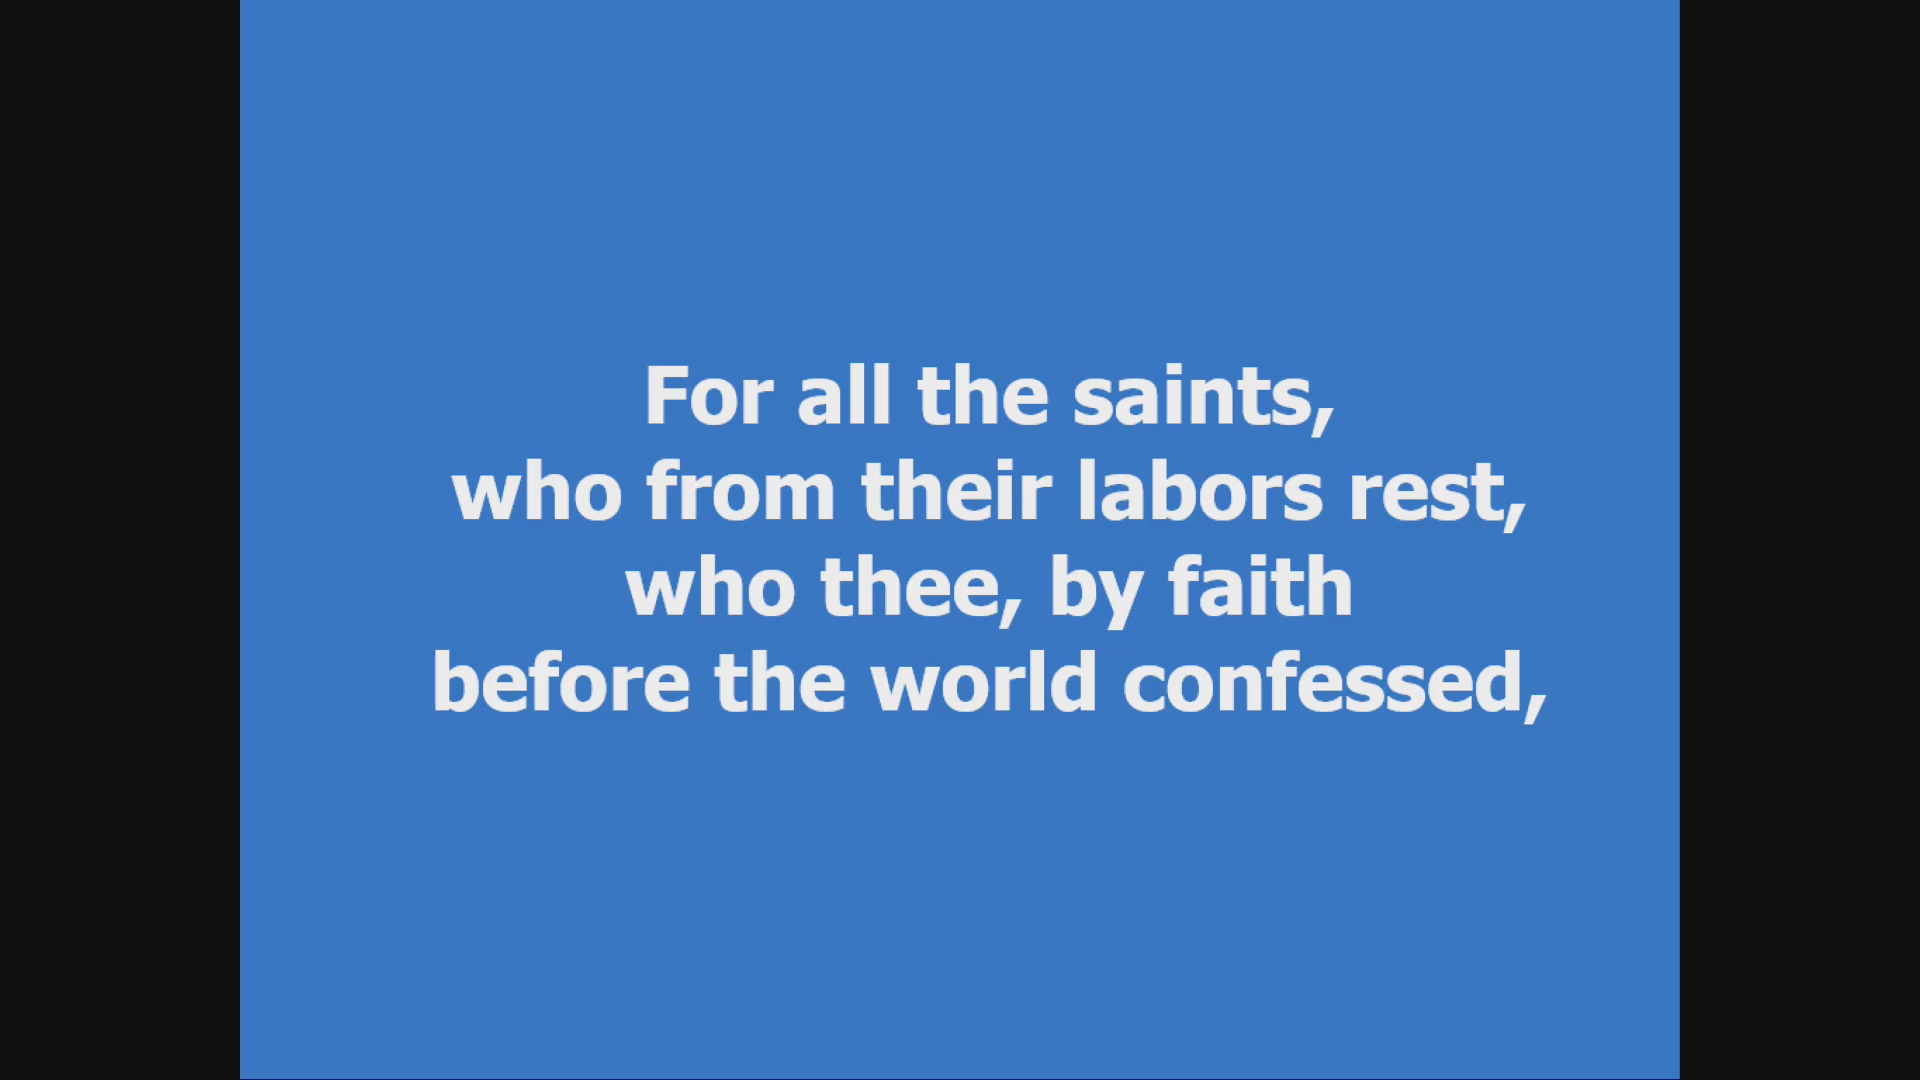 For all the saints,
who from their labors rest,
who thee, by faith
before the world confessed,